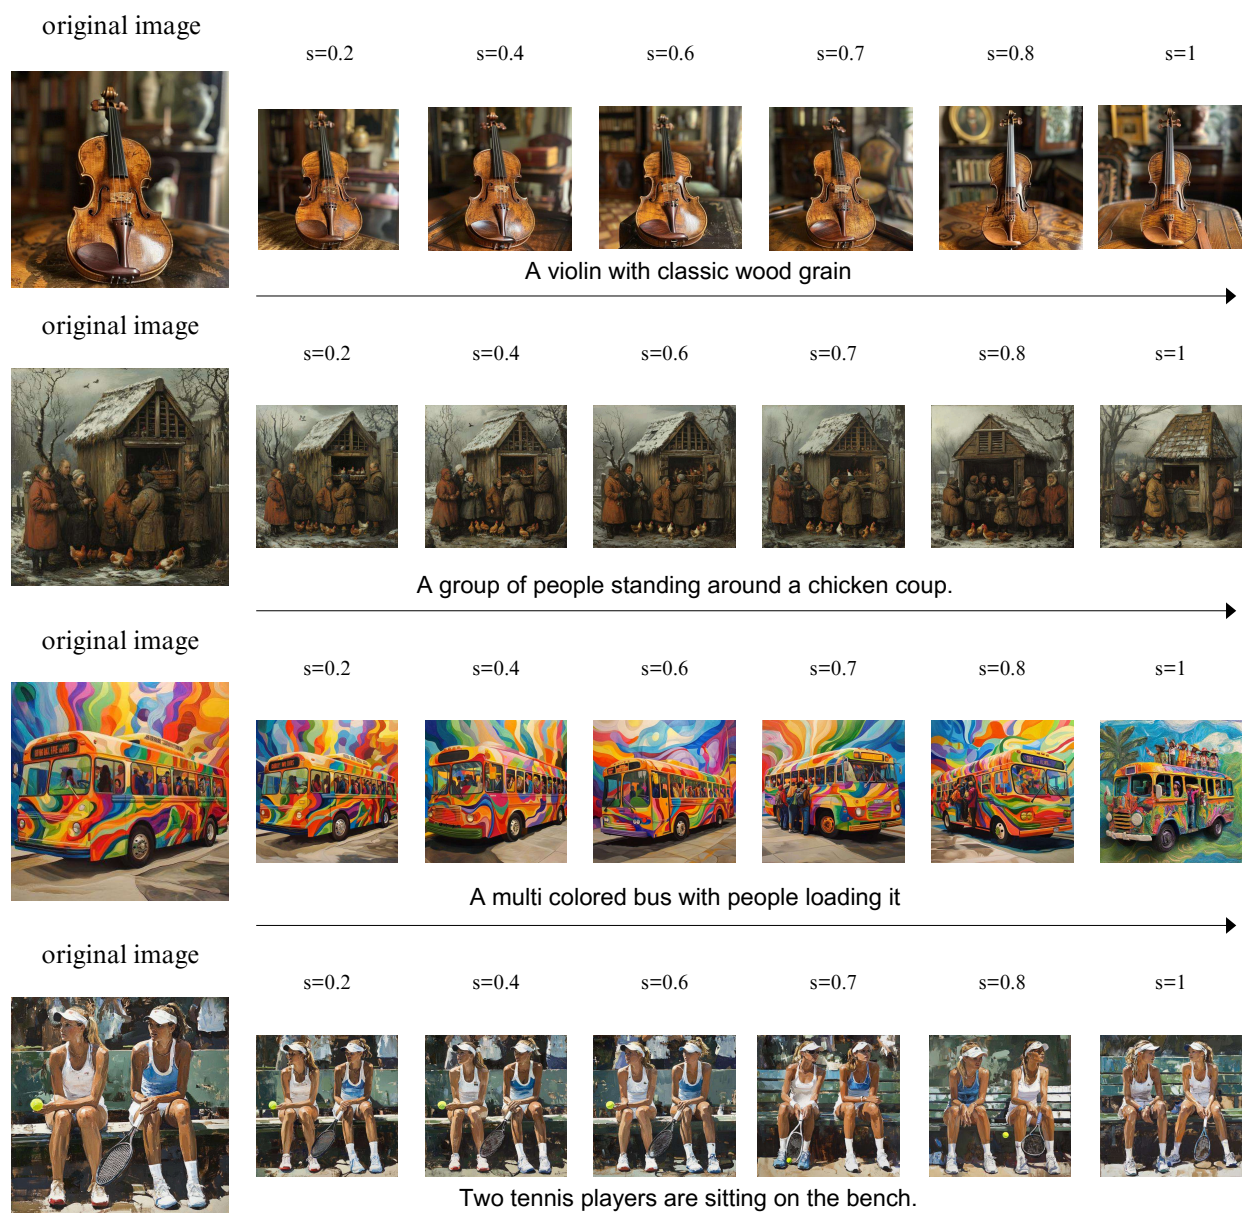 original image
s=0.2 s=0.4 s=0.6 s=0.7 s=0.8 s=1
A violin with classic wood grain
original image
s=0.2 s=0.4 s=0.6 s=0.7 s=0.8 s=1
A group of people standing around a chicken coup.
original image
s=0.2 s=0.4 s=0.6 s=0.7 s=0.8 s=1
A multi colored bus with people loading it
original image
s=0.2 s=0.4 s=0.6 s=0.7 s=0.8 s=1
Two tennis players are sitting on the bench.